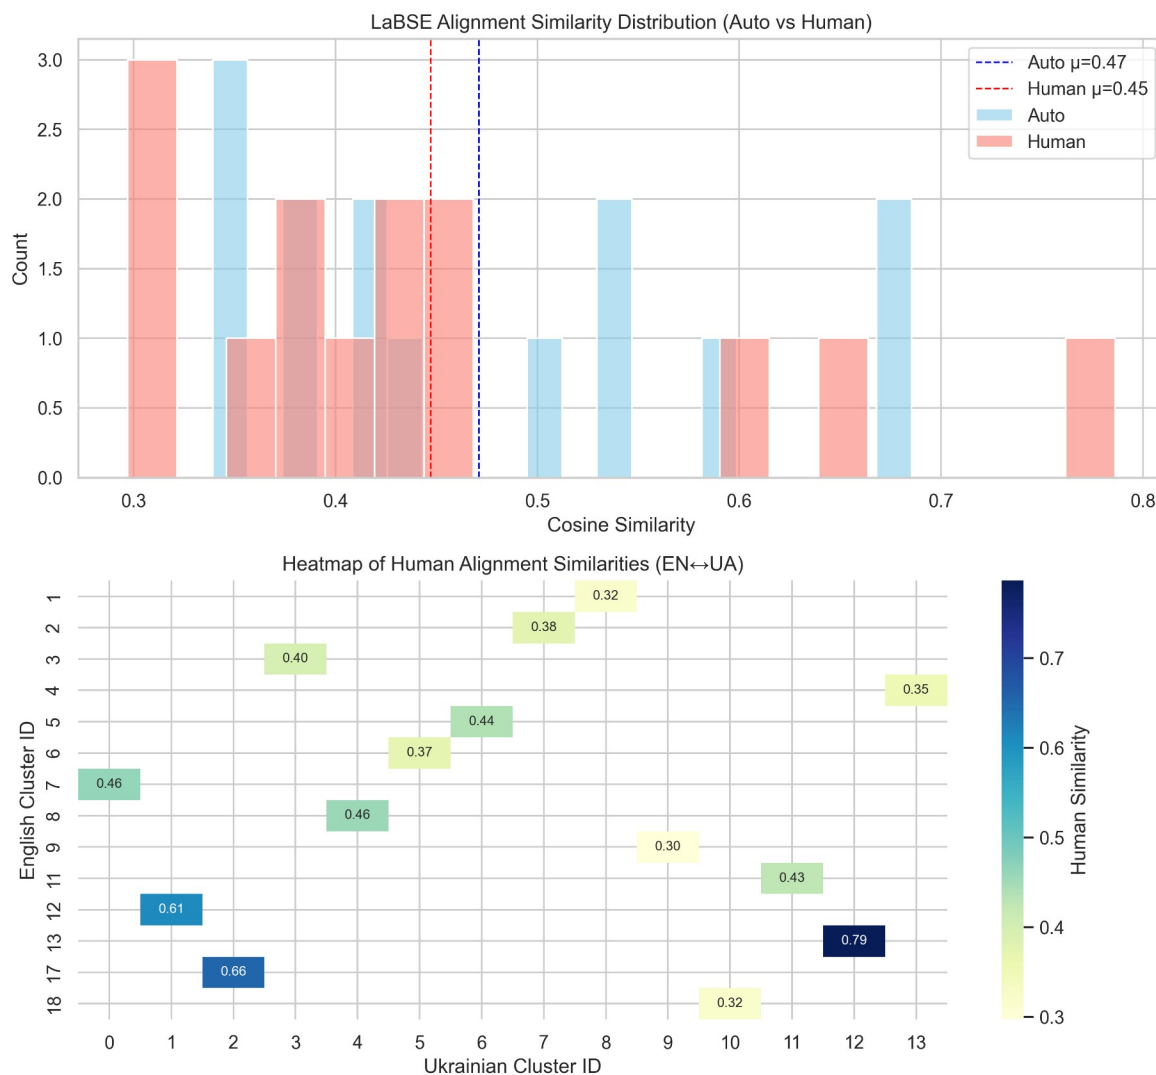 LaBSE Alignment Similarity Distribution (Auto vs Human)
3.0
2.5
2.0
1.5
1.0
0.5
0.0
Count
Auto μ=0.47
Human μ=0.45
Auto
Human
0.3 0.4 0.5 0.6 0.7 0.8
Cosine Similarity
Heatmap of Human Alignment Similarities (EN↔UA)
English Cluster ID
1 0.32
2 0.38
3 0.40
4 0.35
5 0.44
6 0.37
7 0.46
8 0.46
9 0.30
11 0.43
12 0.61
13 0.79
17 0.66
18 0.32
0 1 2 3 4 5 6 7 8 9 10 11 12 13
Ukrainian Cluster ID
0.7
0.6
0.5
0.4
0.3
Human Similarity